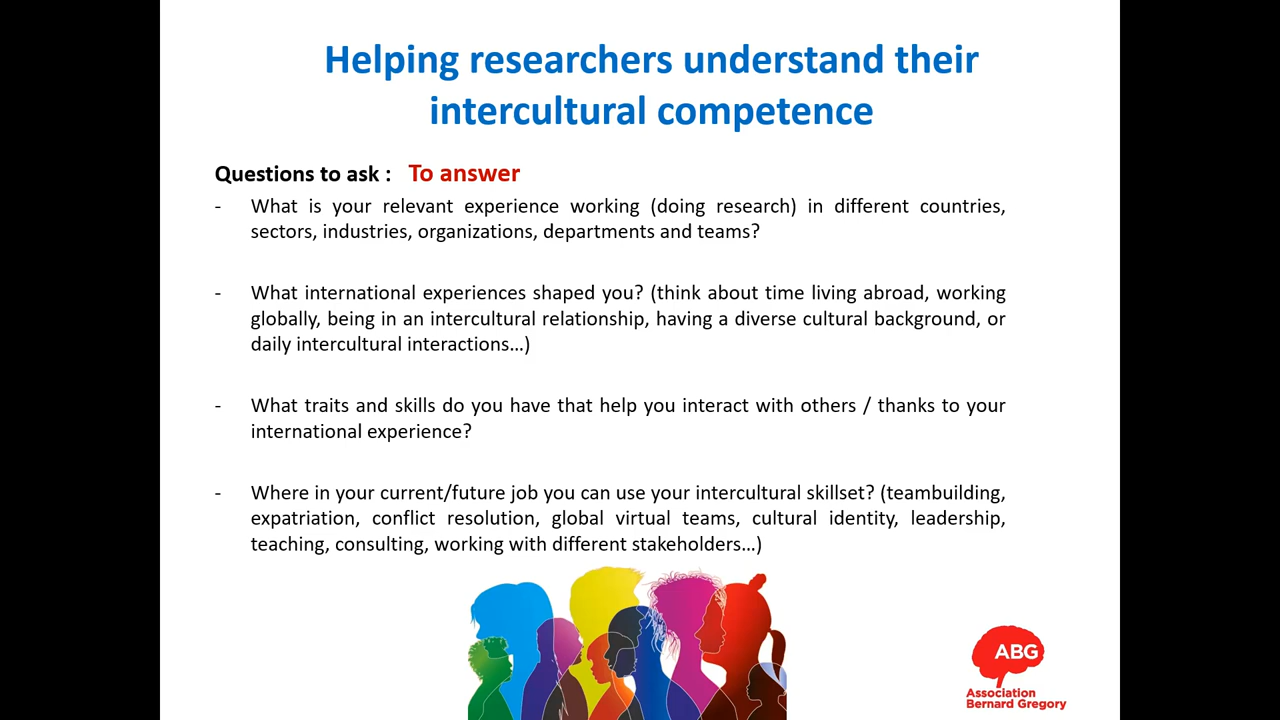 Helping researchers understand their
intercultural competence
Questions to ask : To answer
- What is your relevant experience working (doing research) in different countries,
sectors, industries, organizations, departments and teams?
- What international experiences shaped you? (think about time living abroad, working
globally, being in an intercultural relationship, having a diverse cultural background, or
daily intercultural interactions…)
- What traits and skills do you have that help you interact with others / thanks to your
international experience?
- Where in your current/future job you can use your intercultural skillset? (teambuilding,
expatriation, conflict resolution, global virtual teams, cultural identity, leadership,
teaching, consulting, working with different stakeholders…)
ABG
Association
Bernard Gregory